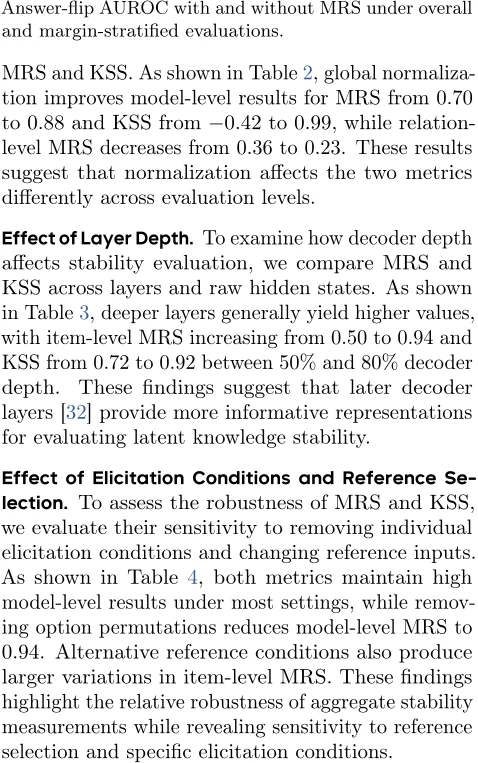 Answer-flip AUROC with and without MRS under overall
and margin-stratified evaluations.
MRS and KSS. As shown in Table 2, global normaliza-
tion improves model-level results for MRS from 0.70
to 0.88 and KSS from −0.42 to 0.99, while relation-
level MRS decreases from 0.36 to 0.23. These results
suggest that normalization affects the two metrics
differently across evaluation levels.
Effect of Layer Depth. To examine how decoder depth
affects stability evaluation, we compare MRS and
KSS across layers and raw hidden states. As shown
in Table 3, deeper layers generally yield higher values,
with item-level MRS increasing from 0.50 to 0.94 and
KSS from 0.72 to 0.92 between 50% and 80% decoder
depth. These findings suggest that later decoder
layers [32] provide more informative representations
for evaluating latent knowledge stability.
Effect of Elicitation Conditions and Reference Se-
lection. To assess the robustness of MRS and KSS,
we evaluate their sensitivity to removing individual
elicitation conditions and changing reference inputs.
As shown in Table 4, both metrics maintain high
model-level results under most settings, while remov-
ing option permutations reduces model-level MRS to
0.94. Alternative reference conditions also produce
larger variations in item-level MRS. These findings
highlight the relative robustness of aggregate stability
measurements while revealing sensitivity to reference
selection and specific elicitation conditions.